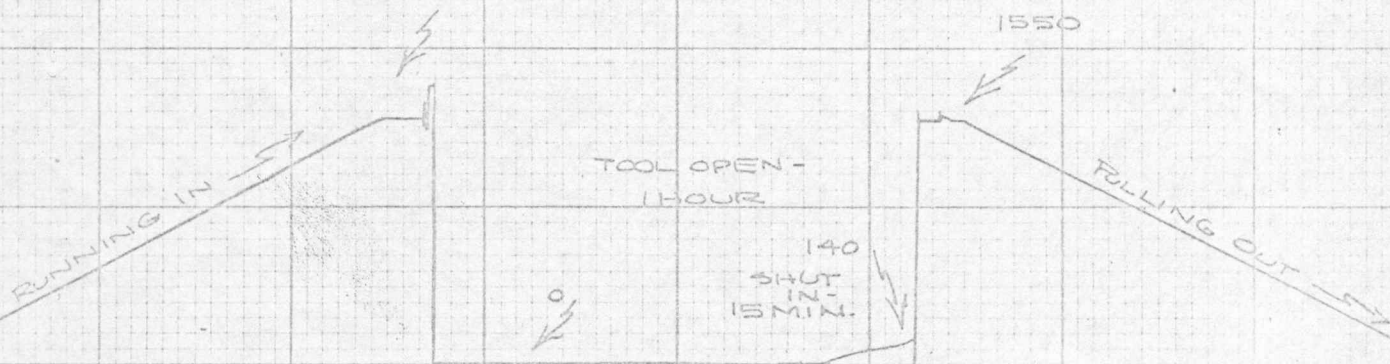 1550
TOOL OPEN-
1 HOUR
RUNNING IN
PULLING OUT
140
SHUT
IN-
15 MIN.
0